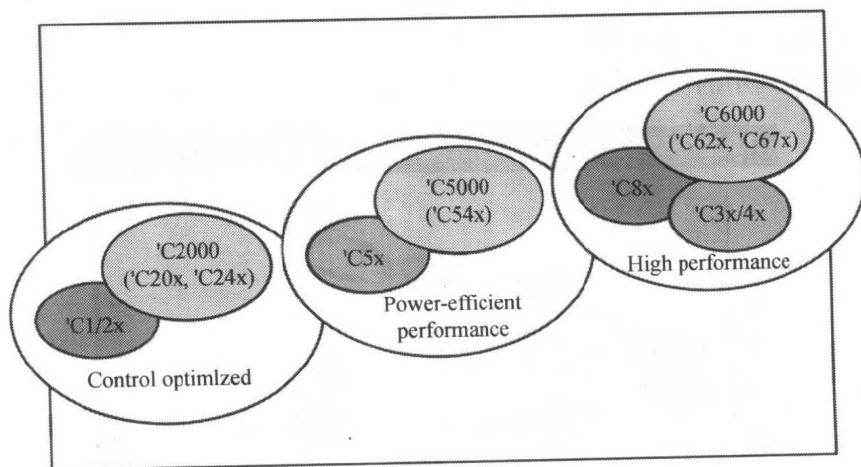 'C6000
('C62x, 'C67x)
'C8x
'C3x/4x
High performance
'C5000
('C54x)
'C5x
Power-efficient
performance
'C2000
('C20x, 'C24x)
'C1/2x
Control optimlzed